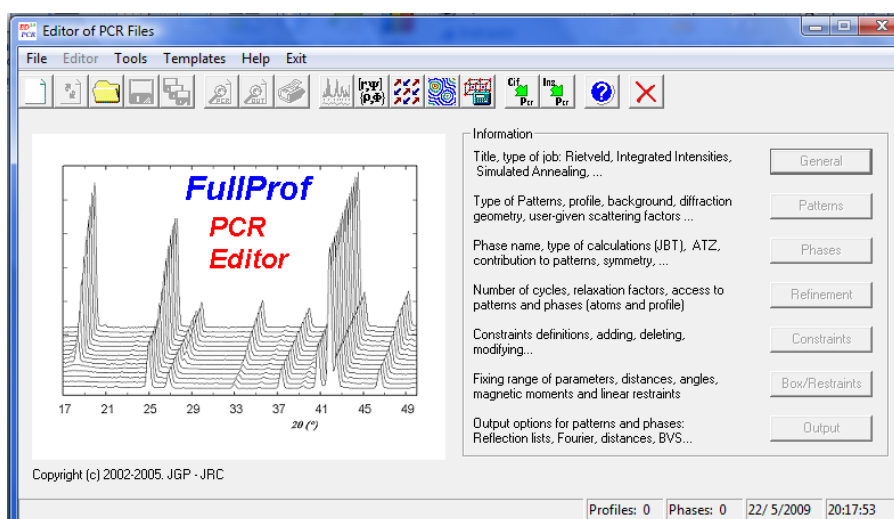 ED
PCR
Editor of PCR Files
File Editor Tools Templates Help Exit
PCR
OUT
[r,Ψ]
{ρ,Φ}
Cif
Pcr
Ins
Pcr
?
FullProf
PCR
Editor
17 21 25 29 33 37 41 45 49
2θ (°)
Copyright (c) 2002-2005. JGP - JRC
Information
Title, type of job: Rietveld, Integrated Intensities,
Simulated Annealing, ...
General
Type of Patterns, profile, background, diffraction
geometry, user-given scattering factors ...
Patterns
Phase name, type of calculations (JBT), ATZ,
contribution to patterns, symmetry, ...
Phases
Number of cycles, relaxation factors, access to
patterns and phases (atoms and profile)
Refinement
Constraints definitions, adding, deleting,
modifying...
Constraints
Fixing range of parameters, distances, angles,
magnetic moments and linear restraints
Box/Restraints
Output options for patterns and phases:
Reflection lists, Fourier, distances, BVS...
Output
Profiles: 0 Phases: 0 22/ 5/2009 20:17:53